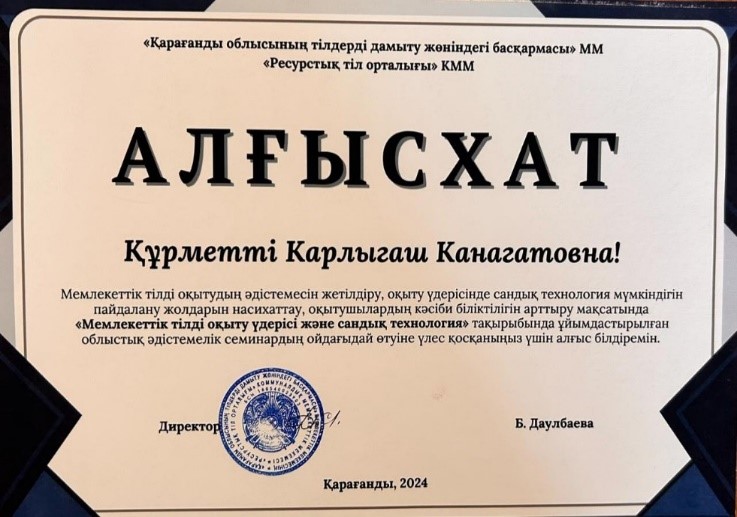 «Қарағанды облысының тілдерді дамыту жөніндегі басқармасы» ММ
«Ресурстық тіл орталығы» КММ
АЛҒЫСХАТ
Құрметті Карлыгаш Канагатовна!
Мемлекеттік тілді оқытудың әдістемесін жетілдіру, оқыту үдерісінде сандық технология мүмкіндігін
пайдалану жолдарын насихаттау, оқытушылардың кәсіби біліктілігін арттыру мақсатында
«Мемлекеттік тілді оқыту үдерісі және сандық технология» тақырыбында ұйымдастырылған
облыстық әдістемелік семинардың ойдағыдай өтуіне үлес қосқаныңыз үшін алғыс білдіремін.
Директор
Б. Даулбаева
Қарағанды, 2024